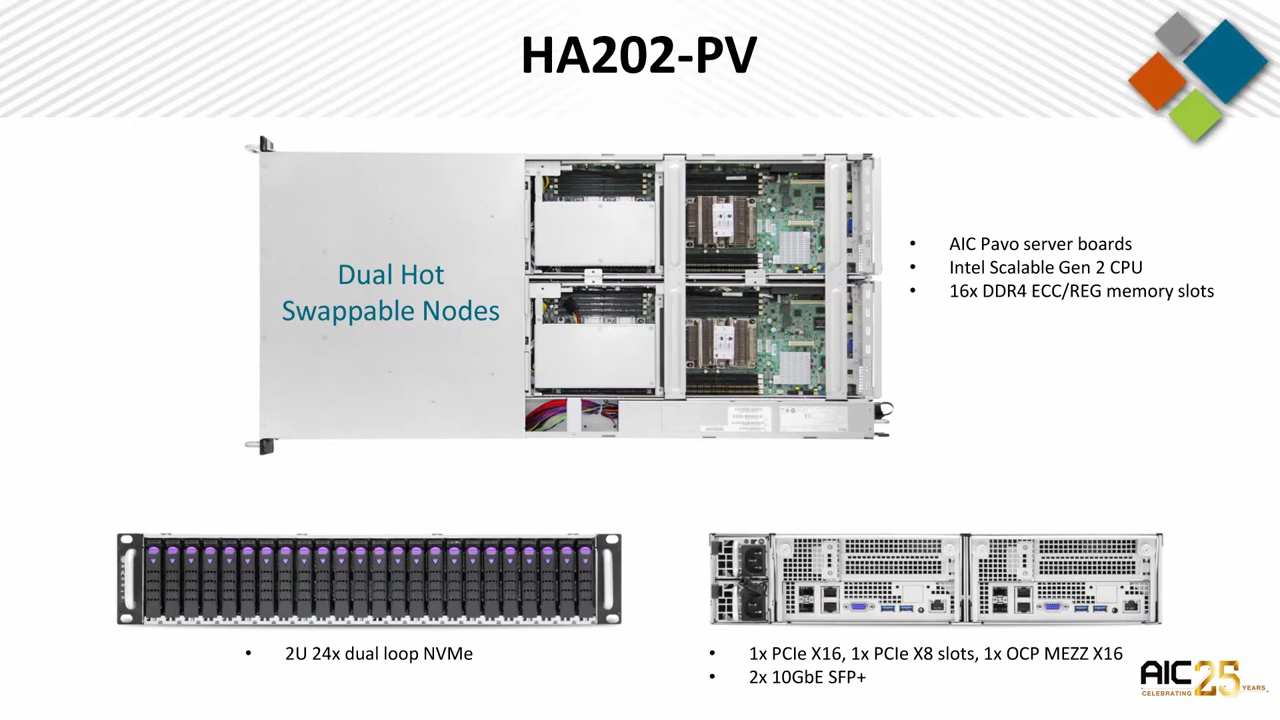 HA202-PV
Dual Hot
Swappable Nodes
• AIC Pavo server boards
• Intel Scalable Gen 2 CPU
• 16x DDR4 ECC/REG memory slots
• 2U 24x dual loop NVMe
• 1x PCIe X16, 1x PCIe X8 slots, 1x OCP MEZZ X16
• 2x 10GbE SFP+
AIC 25
CELEBRATING YEARS